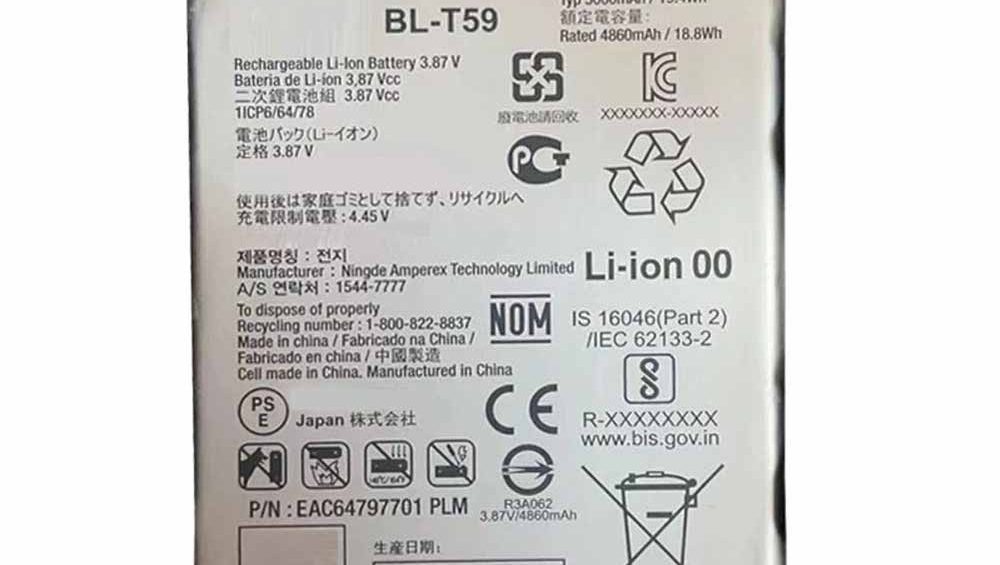 BL-T59
Typ 5000mAh / 19.4Wh
額定電容量:
Rated 4860mAh / 18.8Wh
Rechargeable Li-Ion Battery 3.87 V
Bateria de Li-íon 3,87 Vcc
二次鋰電池組 3.87 Vcc
1ICP6/64/78
電池パック(Li-イオン)
定格 3.87 V
廢電池請回收
XXXXXXX-XXXXX
PCT
使用後は家庭ゴミとして捨てず、リサイクルへ
充電限制電壓 : 4.45 V
제품명칭 : 전지
Manufacturer : Ningde Amperex Technology Limited
A/S 연락처 : 1544-7777
Li-ion 00
To dispose of properly
Recycling number : 1-800-822-8837
Made in china / Fabricado na China /
Fabricado en china / 中國製造
Cell made in China. Manufactured in China
NOM
IS 16046(Part 2)
/IEC 62133-2
PS
E
Japan 株式会社
CE
R-XXXXXXXX
www.bis.gov.in
R3A062
3.87V/4860mAh
P/N : EAC64797701 PLM
生産日期: